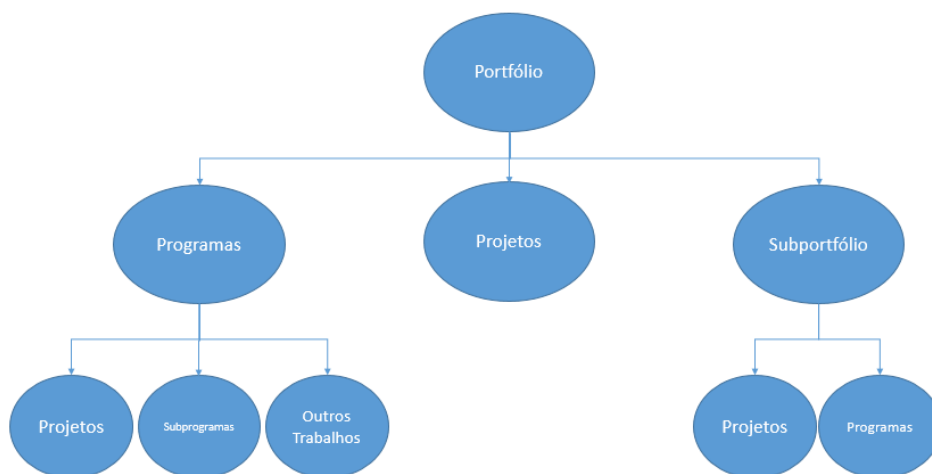 Portfólio
Programas
Projetos
Subportfólio
Projetos
Subprogramas
Outros
Trabalhos
Projetos
Programas